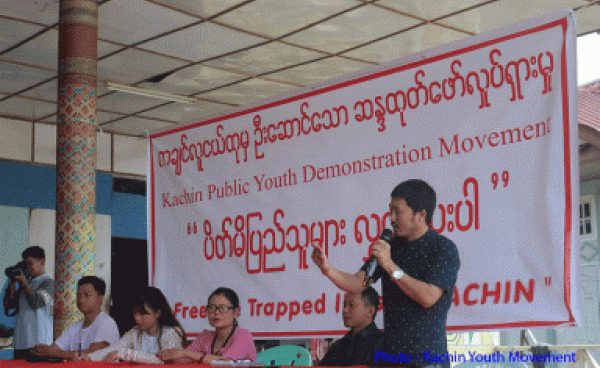 ကချင်လူငယ်ထုမှ ဦးဆောင်သော ဆန္ဒထုတ်ဖော်လှုပ်ရှားမှု
Kachin Public Youth Demonstration Movement
" ပိတ်မိပြည်သူများ ပါ "
Free Trapped KACHIN "
Photo - Kachin Youth Movement